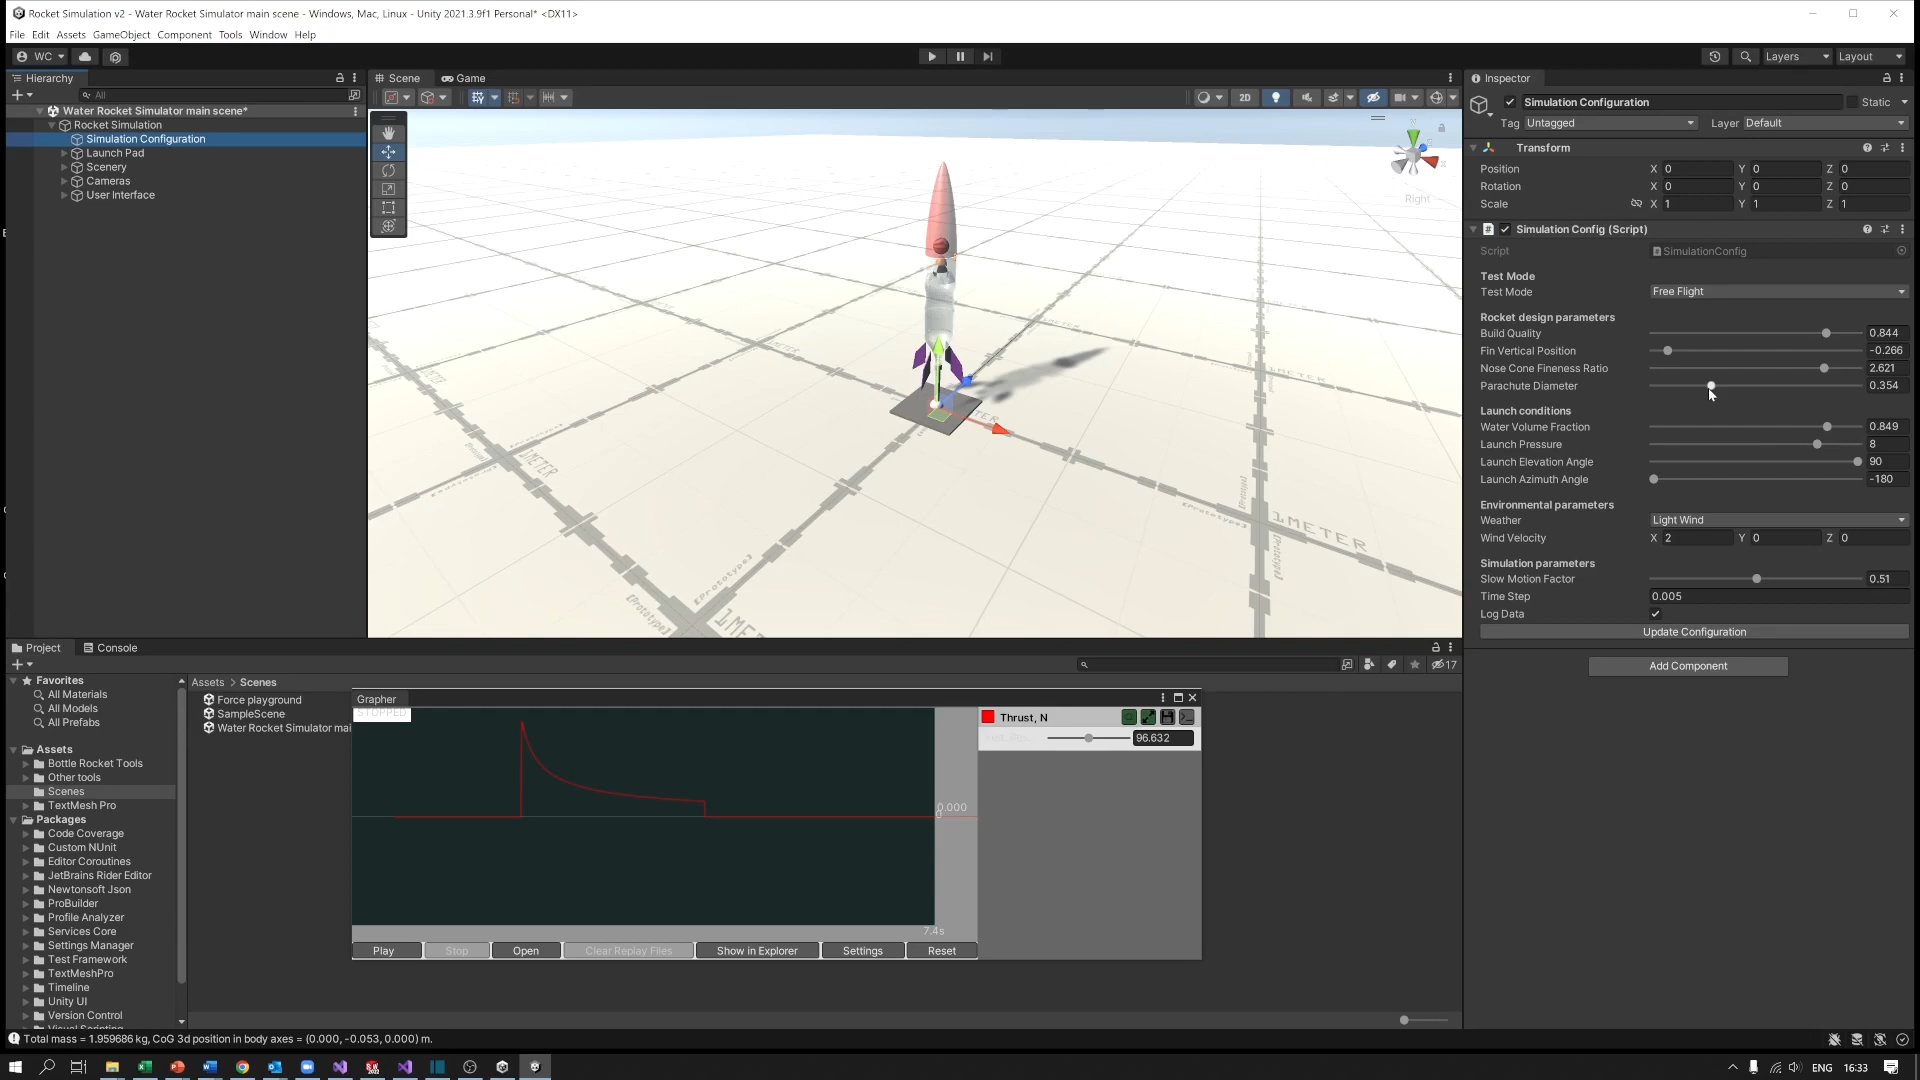 Rocket Simulation v2 - Water Rocket Simulator main scene - Windows, Mac, Linux - Unity 2021.3.9f1 Personal* <DX11>
File Edit Assets GameObject Component Tools Window Help
WC Layers Layout
Hierarchy
All
Water Rocket Simulator main scene*
Rocket Simulation
Simulation Configuration
Launch Pad
Scenery
Cameras
User Interface
Scene Game
2D
Right
1METER
1METER
1METER
Inspector
Simulation Configuration Static
Tag Untagged Layer Default
Transform
Position X 0 Y 0 Z 0
Rotation X 0 Y 0 Z 0
Scale X 1 Y 1 Z 1
Simulation Config (Script)
Script SimulationConfig
Test Mode
Test Mode Free Flight
Rocket design parameters
Build Quality 0.844
Fin Vertical Position -0.266
Nose Cone Fineness Ratio 2.621
Parachute Diameter 0.354
Launch conditions
Water Volume Fraction 0.849
Launch Pressure 8
Launch Elevation Angle 90
Launch Azimuth Angle -180
Environmental parameters
Weather Light Wind
Wind Velocity X 2 Y 0 Z 0
Simulation parameters
Slow Motion Factor 0.51
Time Step 0.005
Log Data
Update Configuration
Add Component
Project Console
17
Favorites
All Materials
All Models
All Prefabs
Assets
Bottle Rocket Tools
Other tools
Scenes
TextMesh Pro
Packages
Code Coverage
Custom NUnit
Editor Coroutines
JetBrains Rider Editor
Newtonsoft Json
ProBuilder
Profile Analyzer
Services Core
Settings Manager
Test Framework
TextMeshPro
Timeline
Unity UI
Version Control
Visual Scripting
Assets > Scenes
Force playground
SampleScene
Water Rocket Simulator mai
Grapher
STOPPED
0.000
0
7.4s
Thrust, N
96.632
Play Stop Open Clear Replay Files Show in Explorer Settings Reset
Total mass = 1.959686 kg, CoG 3d position in body axes = (0.000, -0.053, 0.000) m.
ENG 16:33